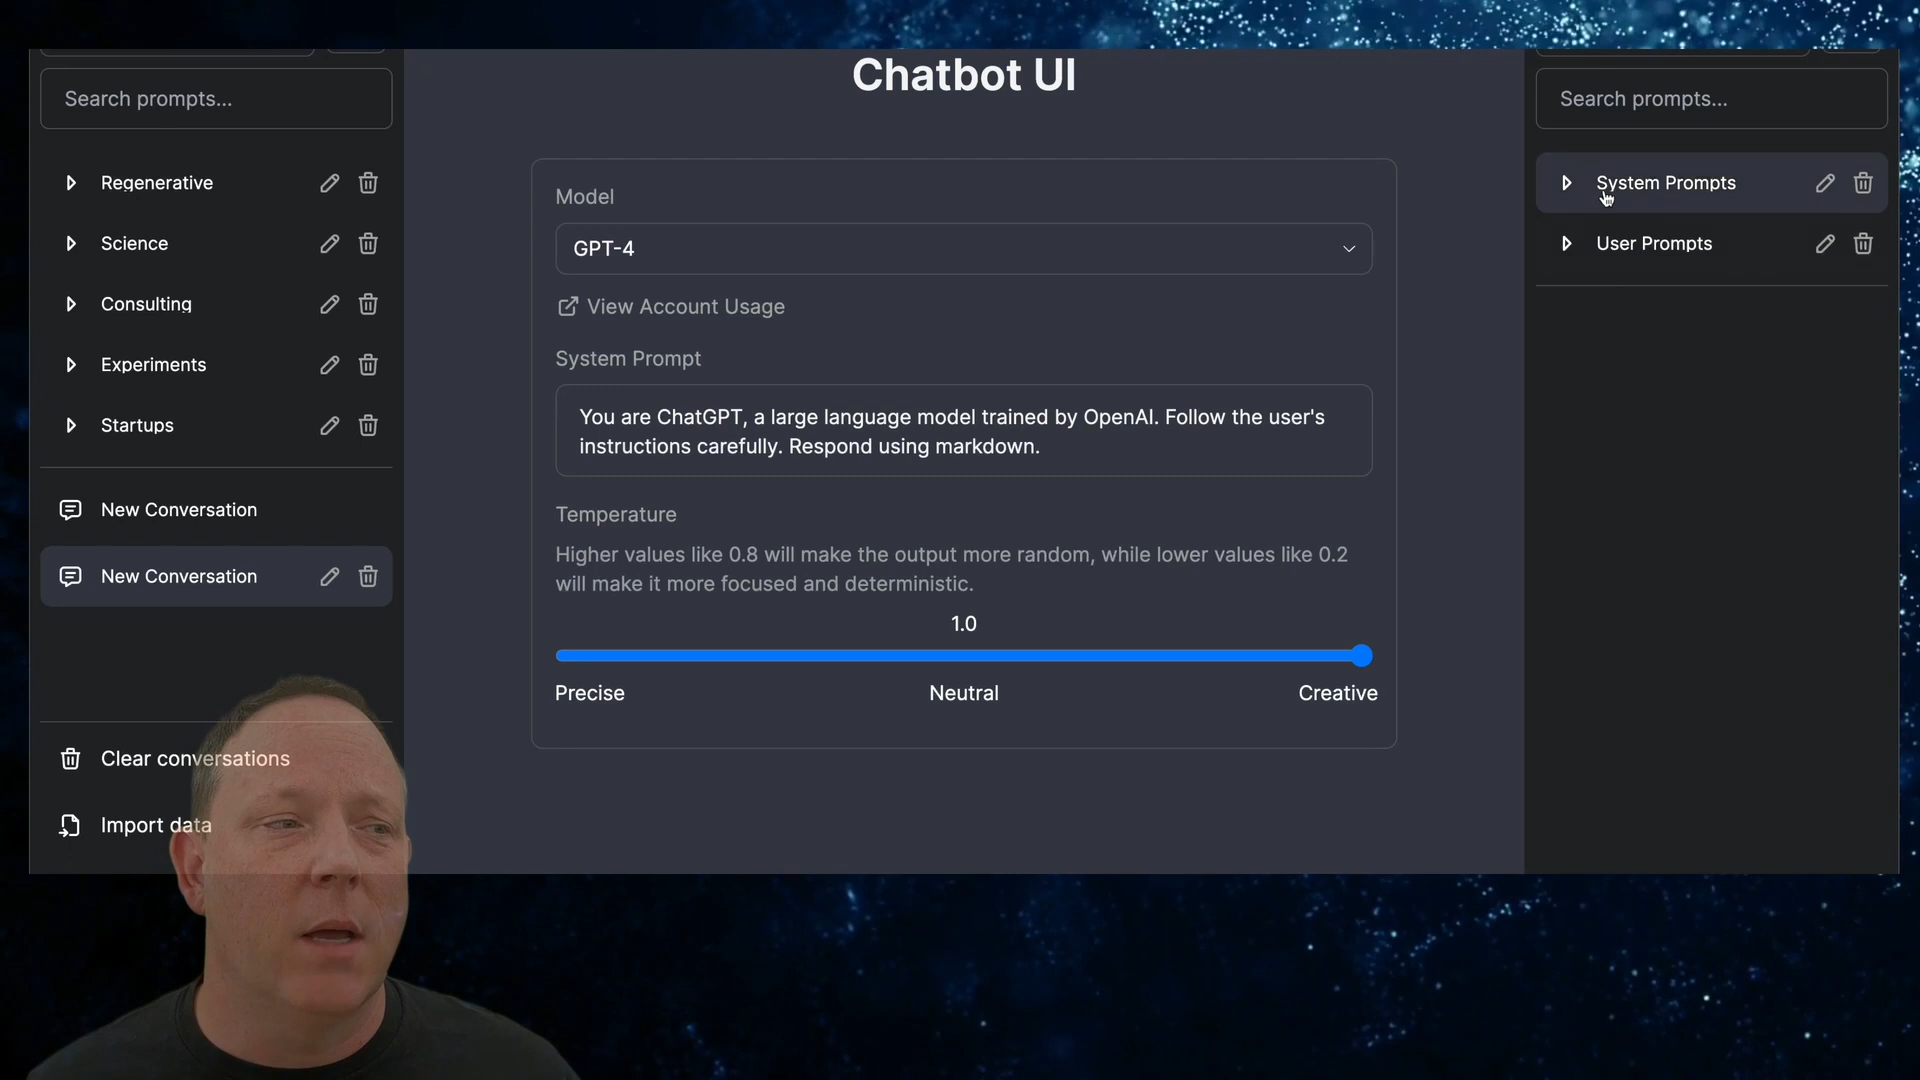 Search prompts...
Regenerative
Science
Consulting
Experiments
Startups
New Conversation
New Conversation
Clear conversations
Import data
Chatbot UI
Model
GPT-4
View Account Usage
System Prompt
You are ChatGPT, a large language model trained by OpenAI. Follow the user's
instructions carefully. Respond using markdown.
Temperature
Higher values like 0.8 will make the output more random, while lower values like 0.2
will make it more focused and deterministic.
1.0
Precise Neutral Creative
Search prompts...
System Prompts
User Prompts